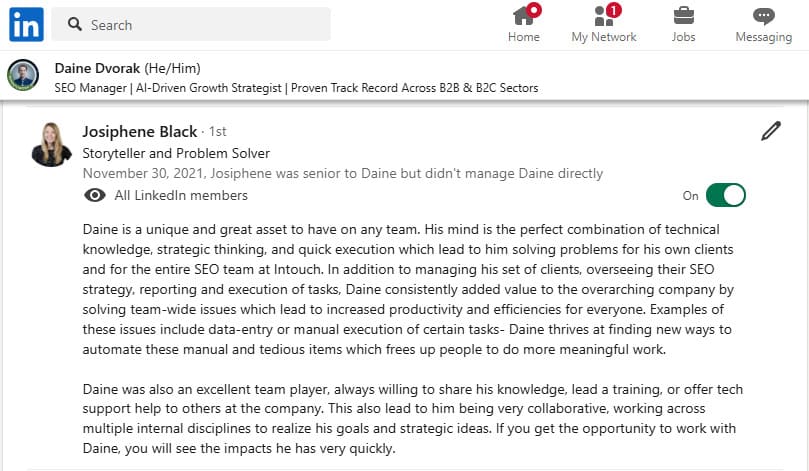 in
Search
Home
1
My Network
Jobs
Messaging
Daine Dvorak (He/Him)
SEO Manager | AI-Driven Growth Strategist | Proven Track Record Across B2B & B2C Sectors
Josiphene Black · 1st
Storyteller and Problem Solver
November 30, 2021, Josiphene was senior to Daine but didn't manage Daine directly
All LinkedIn members
On
Daine is a unique and great asset to have on any team. His mind is the perfect combination of technical
knowledge, strategic thinking, and quick execution which lead to him solving problems for his own clients
and for the entire SEO team at Intouch. In addition to managing his set of clients, overseeing their SEO
strategy, reporting and execution of tasks, Daine consistently added value to the overarching company by
solving team-wide issues which lead to increased productivity and efficiencies for everyone. Examples of
these issues include data-entry or manual execution of certain tasks- Daine thrives at finding new ways to
automate these manual and tedious items which frees up people to do more meaningful work.
Daine was also an excellent team player, always willing to share his knowledge, lead a training, or offer tech
support help to others at the company. This also lead to him being very collaborative, working across
multiple internal disciplines to realize his goals and strategic ideas. If you get the opportunity to work with
Daine, you will see the impacts he has very quickly.